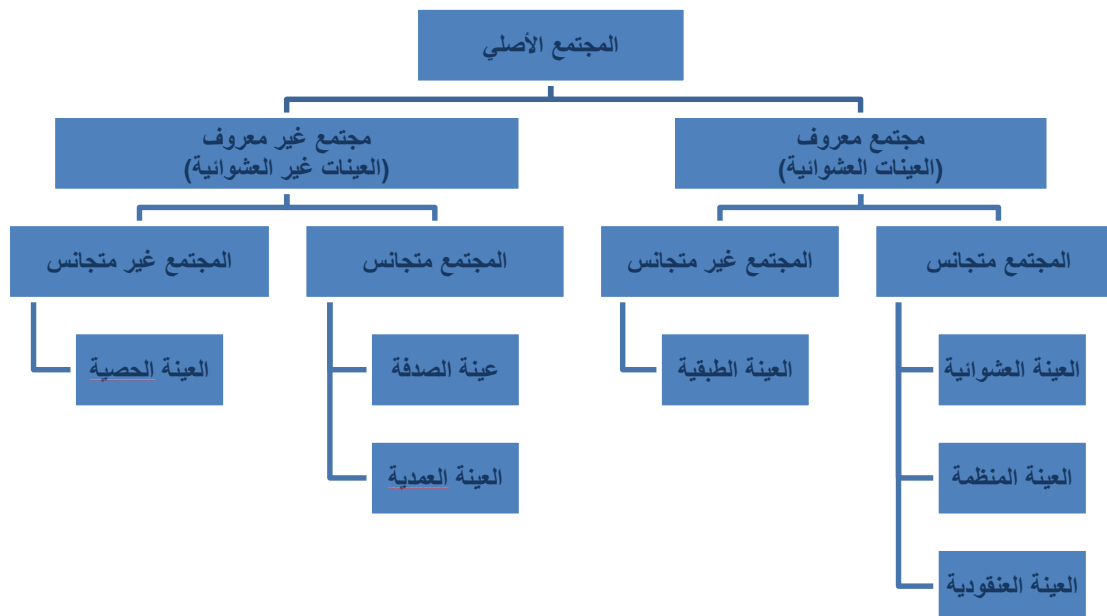 المجتمع الأصلي
مجتمع معروف
(العينات العشوائية)
مجتمع غير معروف
(العينات غير العشوائية)
المجتمع متجانس
المجتمع غير متجانس
المجتمع متجانس
المجتمع غير متجانس
العينة العشوائية
العينة الطبقية
عينة الصدفة
العينة الحصية
العينة المنظمة
العينة العمدية
العينة العنقودية